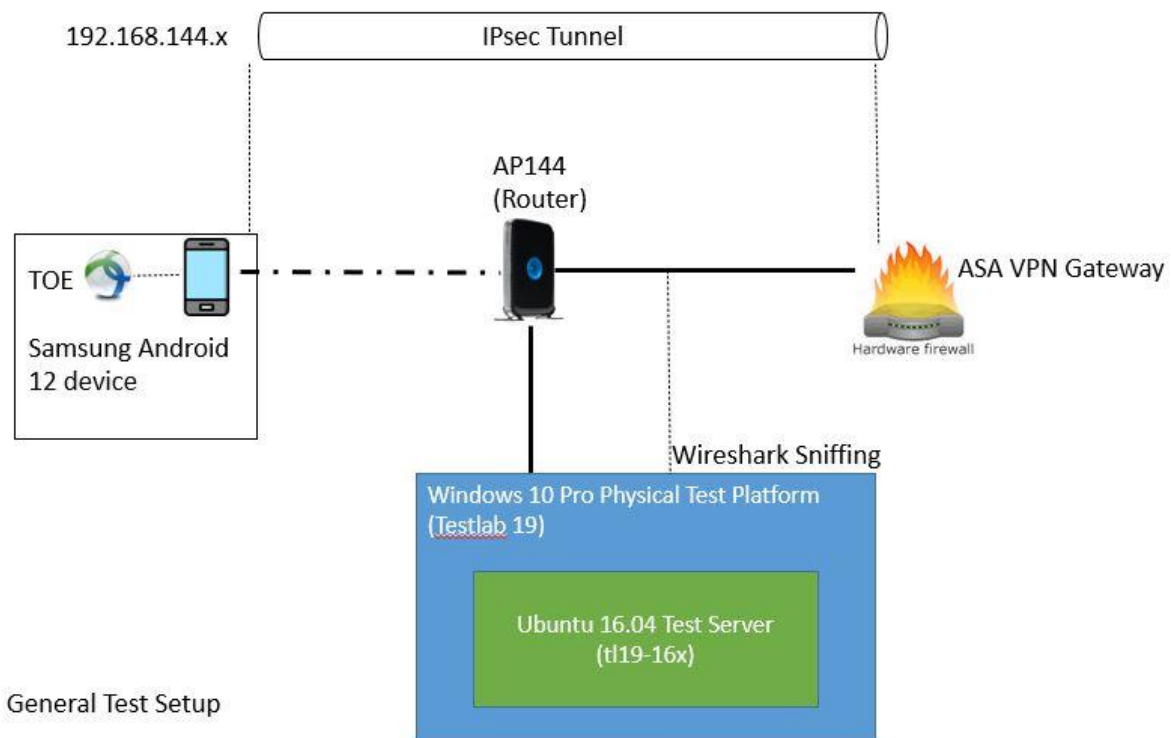 192.168.144.x
IPsec Tunnel
AP144
(Router)
TOE
Samsung Android
12 device
ASA VPN Gateway
Hardware firewall
Wireshark Sniffing
Windows 10 Pro Physical Test Platform
(Testlab 19)
Ubuntu 16.04 Test Server
(tl19-16x)
General Test Setup